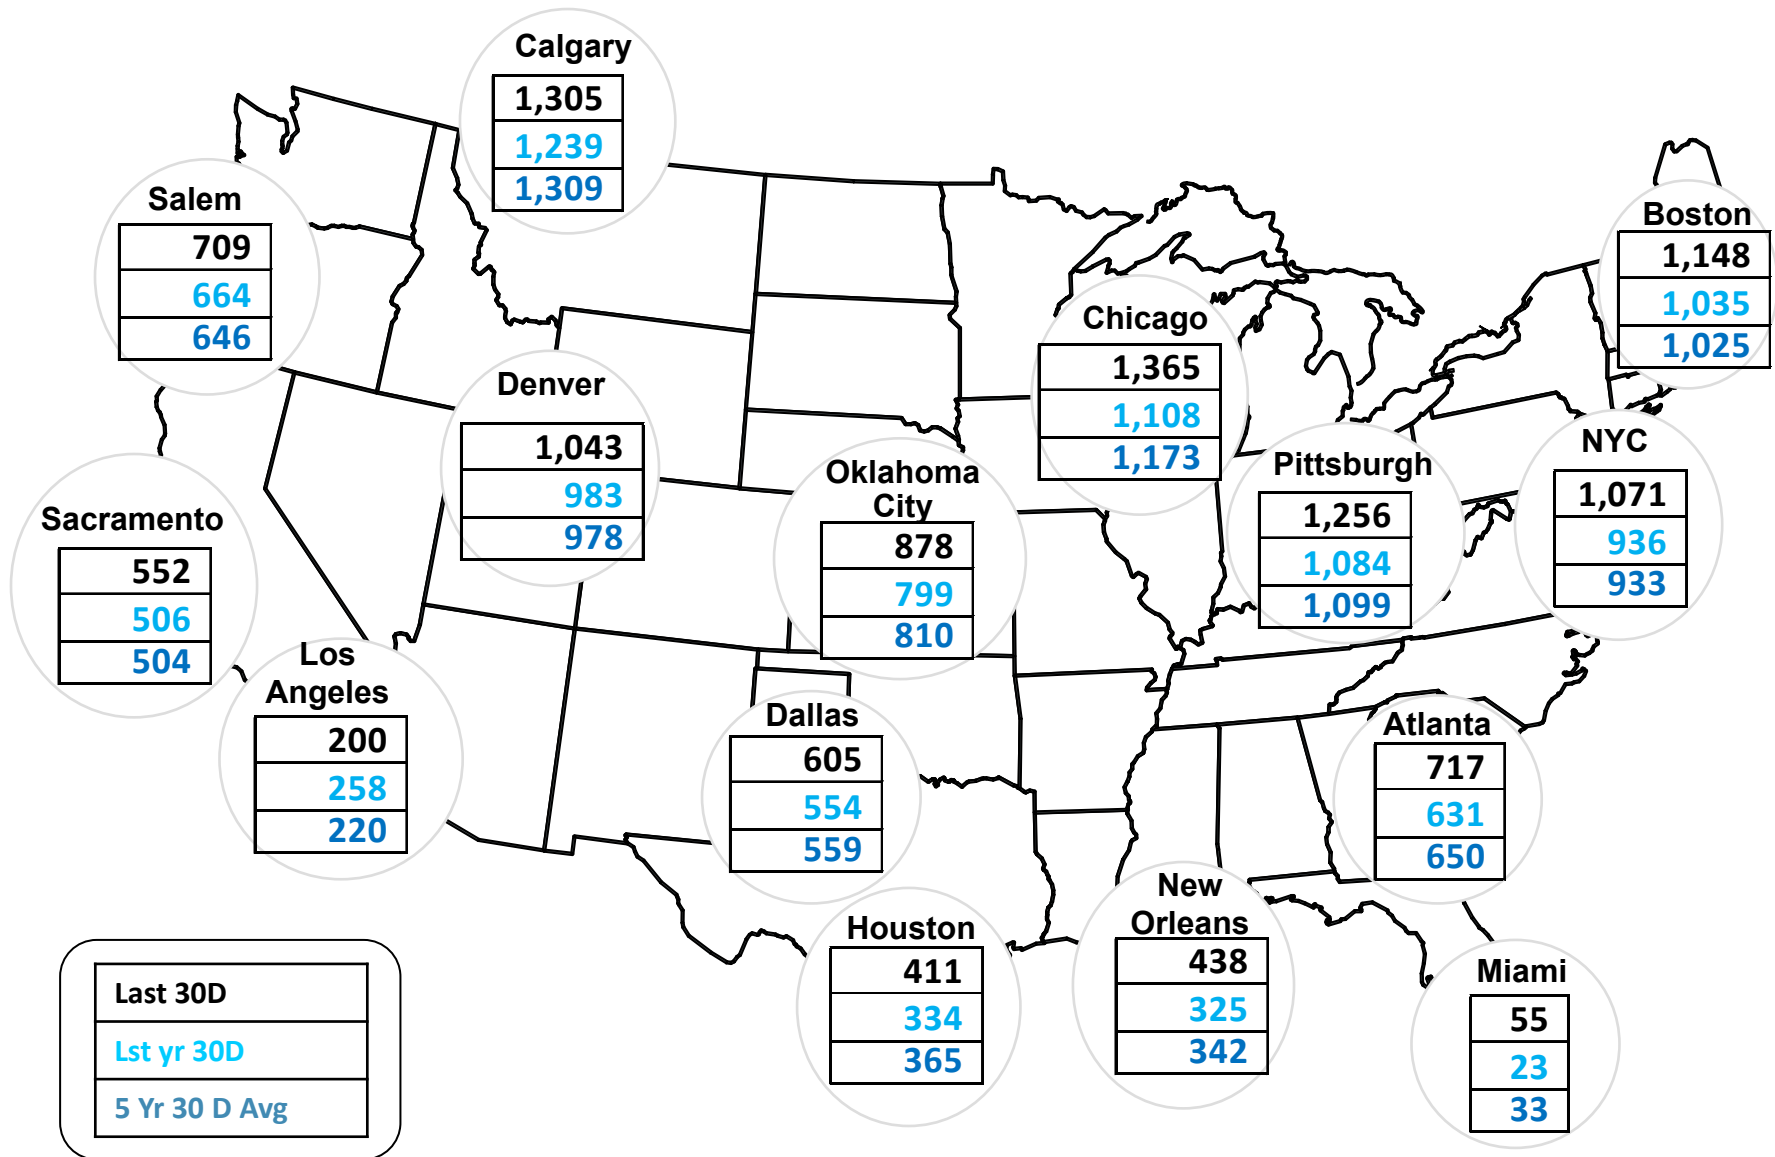 Calgary
1,305
1,239
1,309
Salem
709
664
646
Boston
1,148
1,035
1,025
Chicago
1,365
1,108
1,173
Denver
1,043
983
978
Oklahoma
City
878
799
810
Pittsburgh
1,256
1,084
1,099
NYC
1,071
936
933
Sacramento
552
506
504
Los
Angeles
200
258
220
Dallas
605
554
559
Atlanta
717
631
650
Houston
411
334
365
New
Orleans
438
325
342
Miami
55
23
33
Last 30D
Lst yr 30D
5 Yr 30 D Avg